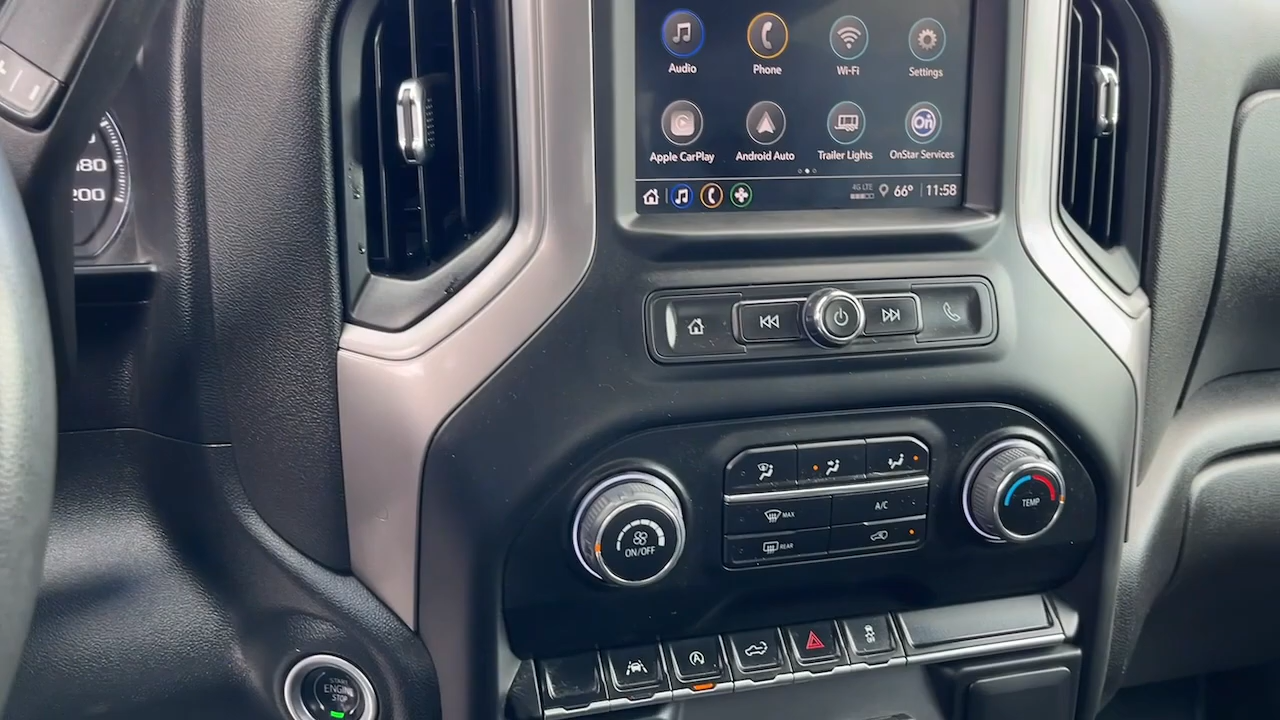 Audio
Phone
Wi-Fi
Settings
Apple CarPlay
Android Auto
Trailer Lights
On
OnStar Services
4G LTE
66°
11:58
180
200
MAX
A/C
REAR
ON/OFF
TEMP
START
ENGINE
STOP